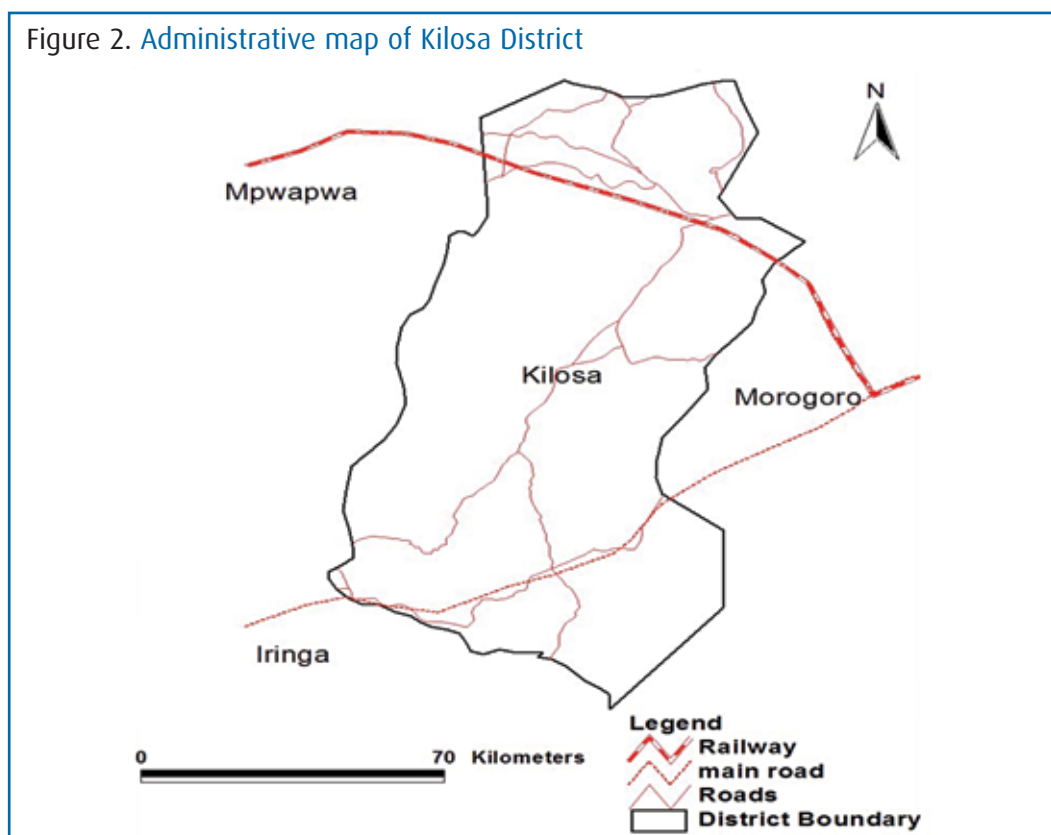 Figure 2. Administrative map of Kilosa District
N
Mpwapwa
Kilosa
Morogoro
Iringa
0 70 Kilometers
Legend
Railway
main road
Roads
District Boundary